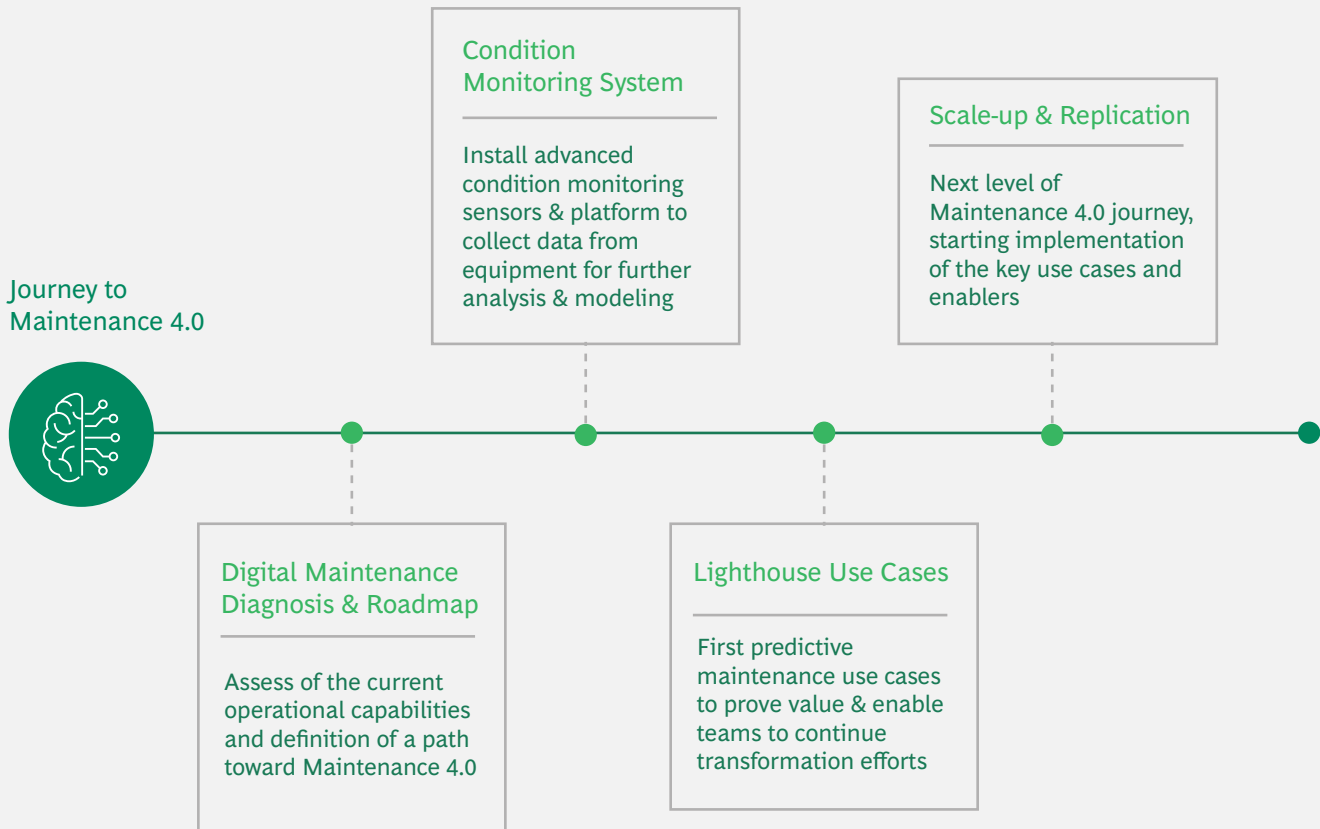 Journey to
Maintenance 4.0
Digital Maintenance
Diagnosis & Roadmap
Assess of the current
operational capabilities
and definition of a path
toward Maintenance 4.0
Condition
Monitoring System
Install advanced
condition monitoring
sensors & platform to
collect data from
equipment for further
analysis & modeling
Lighthouse Use Cases
First predictive
maintenance use cases
to prove value & enable
teams to continue
transformation efforts
Scale-up & Replication
Next level of
Maintenance 4.0 journey,
starting implementation
of the key use cases and
enablers